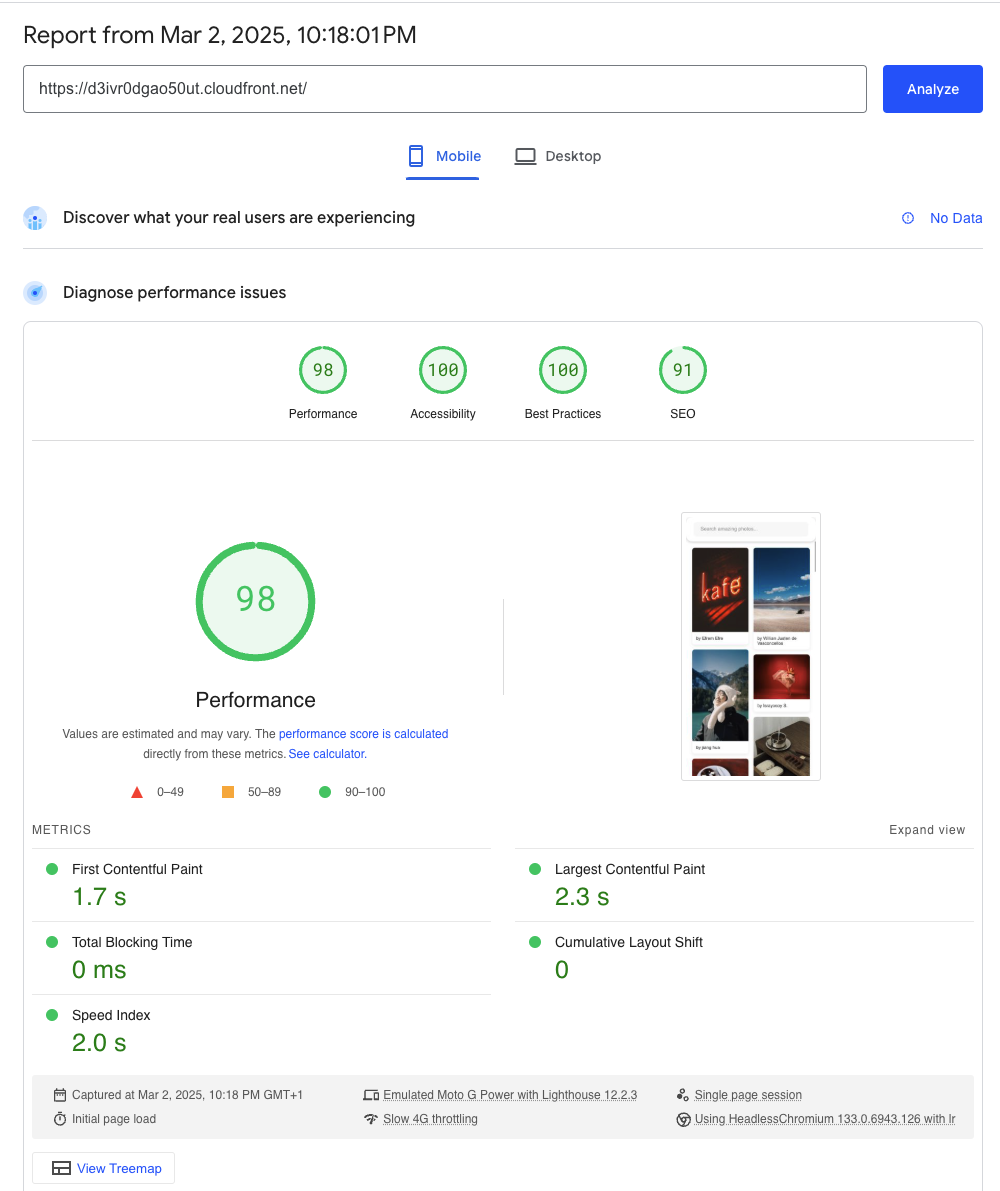 Report from Mar 2, 2025, 10:18:01 PM
https://d3ivr0dgao50ut.cloudfront.net/
Analyze
Mobile
Desktop
Discover what your real users are experiencing
No Data
Diagnose performance issues
98
100
100
91
Performance
Accessibility
Best Practices
SEO
98
Performance
Values are estimated and may vary. The performance score is calculated
directly from these metrics. See calculator.
0–49
50–89
90–100
Search amazing photos...
kafe
by Efrem Efre
by Willian Justen de
Vasconcelos
by jiang hua
METRICS
Expand view
First Contentful Paint
1.7 s
Largest Contentful Paint
2.3 s
Total Blocking Time
0 ms
Cumulative Layout Shift
0
Speed Index
2.0 s
Captured at Mar 2, 2025, 10:18 PM GMT+1
Emulated Moto G Power with Lighthouse 12.2.3
Single page session
Initial page load
Slow 4G throttling
Using HeadlessChromium 133.0.6943.126 with lr
View Treemap